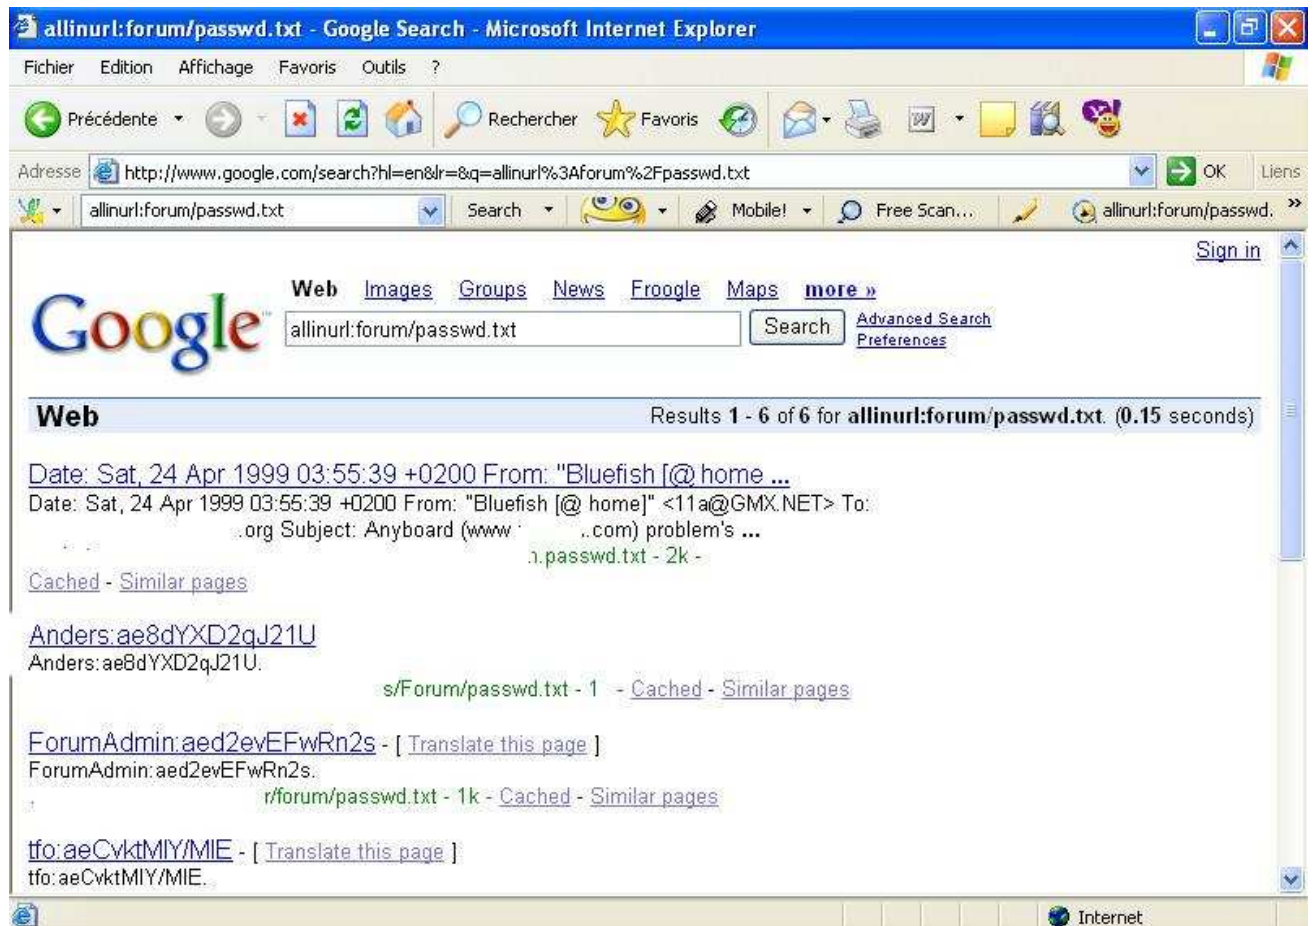 allinurl:forum/passwd.txt - Google Search - Microsoft Internet Explorer
Fichier Edition Affichage Favoris Outils ?
Précédente Rechercher Favoris
Adresse http://www.google.com/search?hl=en&lr=&q=allinurl%3Aforum%2Fpasswd.txt OK Liens
allinurl:forum/passwd.txt Search Mobile! Free Scan... allinurl:forum/passwd. »
Sign in
Web Images Groups News Froogle Maps more »
Google allinurl:forum/passwd.txt Search Advanced Search
Preferences
Web Results 1 - 6 of 6 for allinurl:forum/passwd.txt. (0.15 seconds)
Date: Sat, 24 Apr 1999 03:55:39 +0200 From: "Bluefish [@ home ...
Date: Sat, 24 Apr 1999 03:55:39 +0200 From: "Bluefish [@ home]" <11a@GMX.NET> To:
.org Subject: Anyboard (www ..com) problem's ...
.passwd.txt - 2k -
Cached - Similar pages
Anders:ae8dYXD2qJ21U
Anders:ae8dYXD2qJ21U.
s/Forum/passwd.txt - 1 - Cached - Similar pages
ForumAdmin:aed2evEFwRn2s - [ Translate this page ]
ForumAdmin:aed2evEFwRn2s.
r/forum/passwd.txt - 1k - Cached - Similar pages
tfo:aeCvktMlY/MlE - [ Translate this page ]
tfo:aeCvktMlY/MlE.
Internet